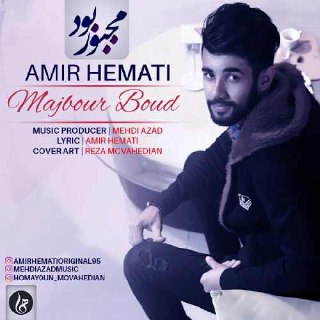 مجبور بود
AMIR HEMATI
Majbour Boud
MUSIC PRODUCER | MEHDI AZAD
LYRIC | AMIR HEMATI
COVER ART | REZA MOVAHEDIAN
AMIRHEMATIORIGINAL95
MEHDIAZADMUSIC
HOMAYOUN_MOVAHEDIAN